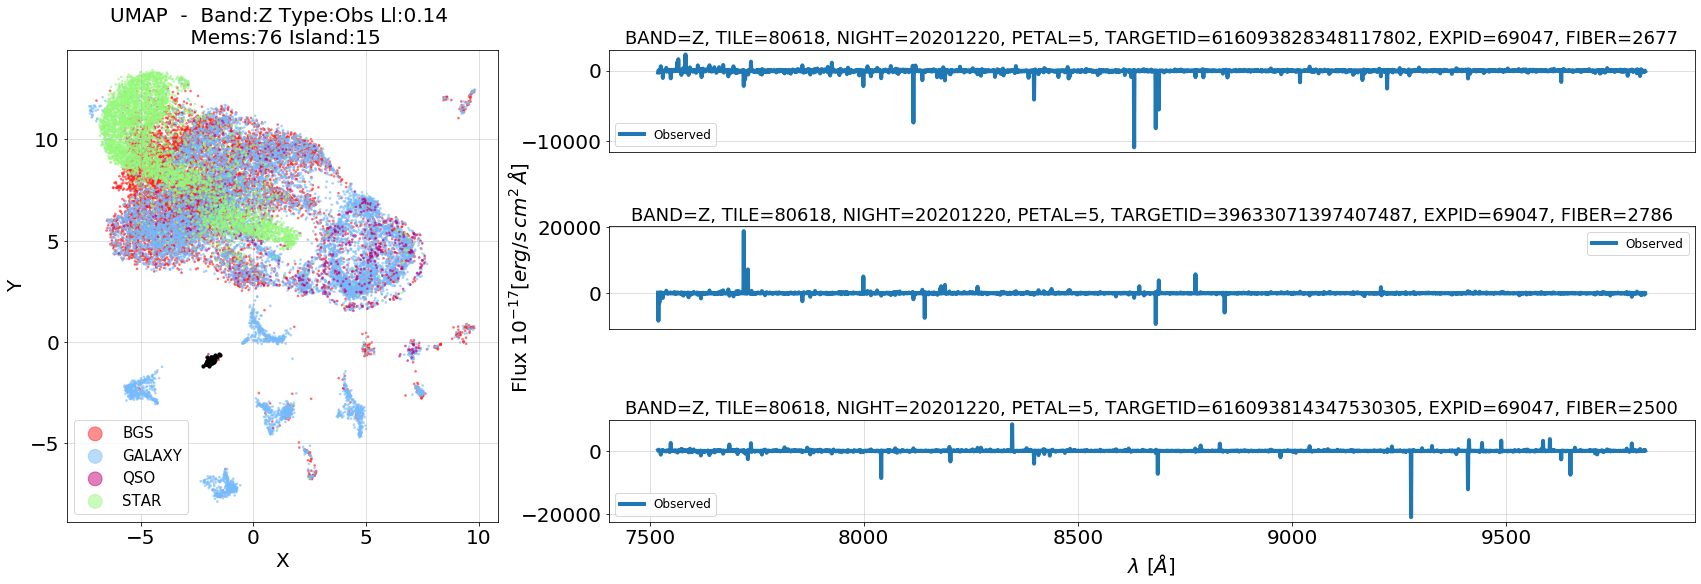 UMAP - Band:Z Type:Obs Ll:0.14
Mems:76 Island:15
Y
10
5
0
−5
BGS
GALAXY
QSO
STAR
−5
0
5
10
X
Flux 10−17[erg/s cm2 Å]
BAND=Z, TILE=80618, NIGHT=20201220, PETAL=5, TARGETID=616093828348117802, EXPID=69047, FIBER=2677
0
−10000
Observed
BAND=Z, TILE=80618, NIGHT=20201220, PETAL=5, TARGETID=39633071397407487, EXPID=69047, FIBER=2786
20000
0
Observed
BAND=Z, TILE=80618, NIGHT=20201220, PETAL=5, TARGETID=616093814347530305, EXPID=69047, FIBER=2500
0
−20000
Observed
7500
8000
8500
9000
9500
λ [Å]